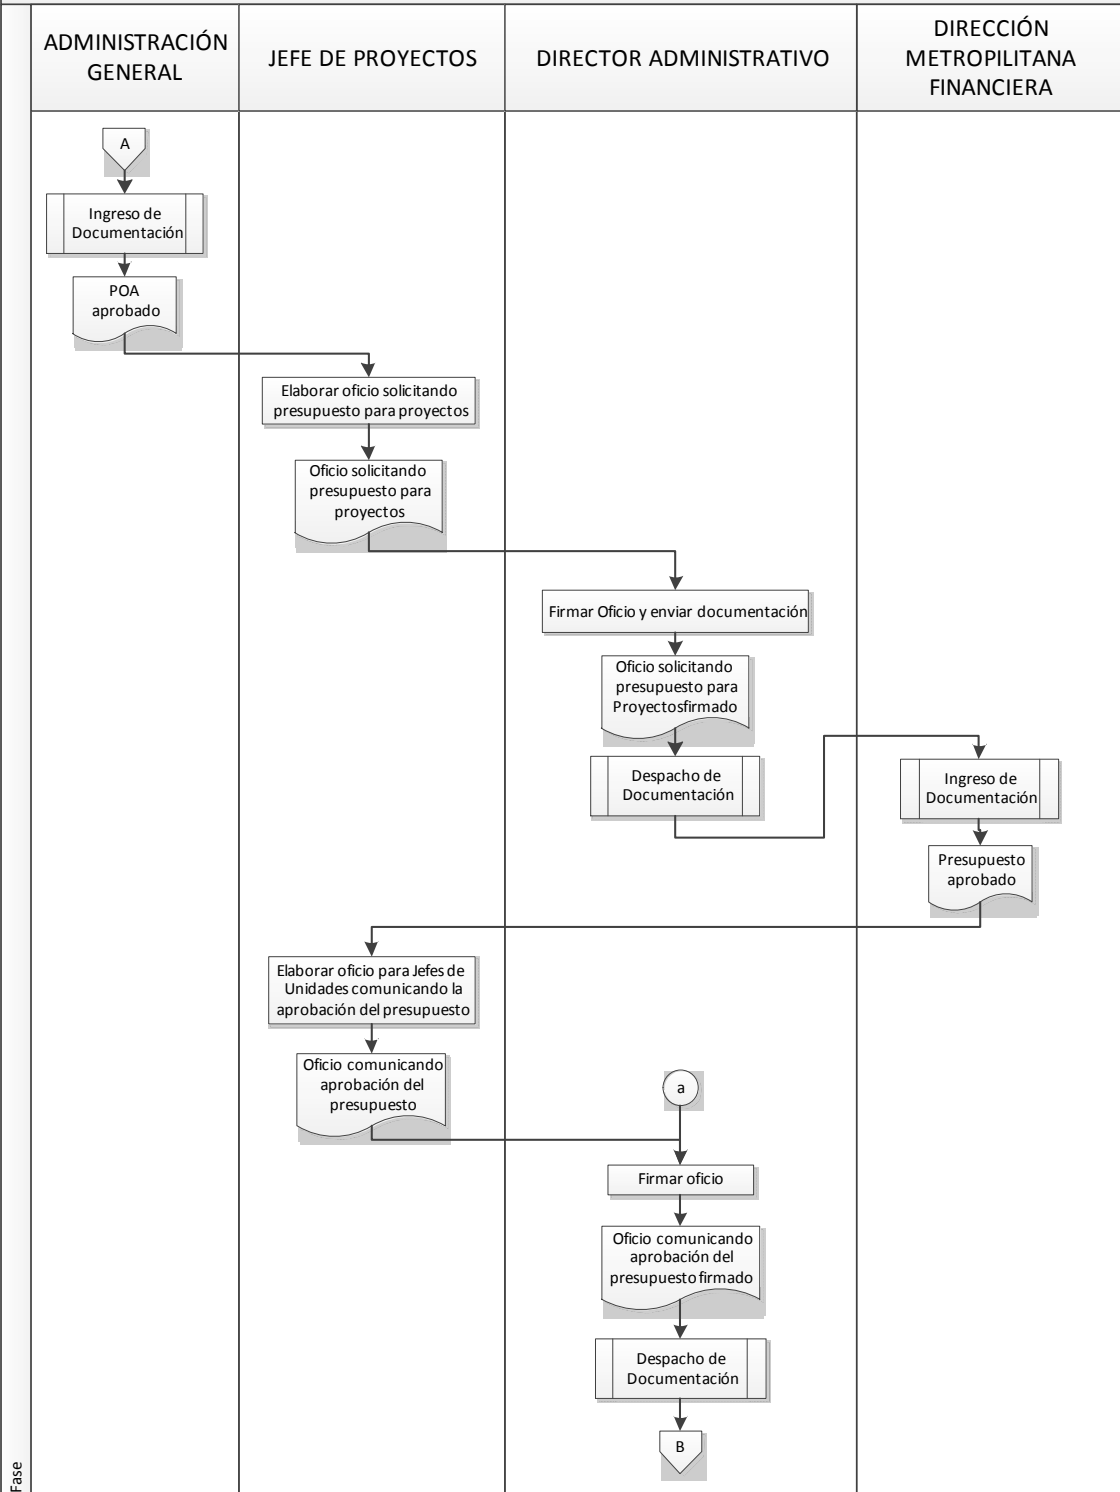 ADMINISTRACIÓN
GENERAL
JEFE DE PROYECTOS
DIRECTOR ADMINISTRATIVO
DIRECCIÓN
METROPILITANA
FINANCIERA
A
Ingreso de
Documentación
POA
aprobado
Elaborar oficio solicitando
presupuesto para proyectos
Oficio solicitando
presupuesto para
proyectos
Firmar Oficio y enviar documentación
Oficio solicitando
presupuesto para
Proyectosfirmado
Despacho de
Documentación
Ingreso de
Documentación
Presupuesto
aprobado
Elaborar oficio para Jefes de
Unidades comunicando la
aprobación del presupuesto
Oficio comunicando
aprobación del
presupuesto
a
Firmar oficio
Oficio comunicando
aprobación del
presupuesto firmado
Despacho de
Documentación
B
Fase